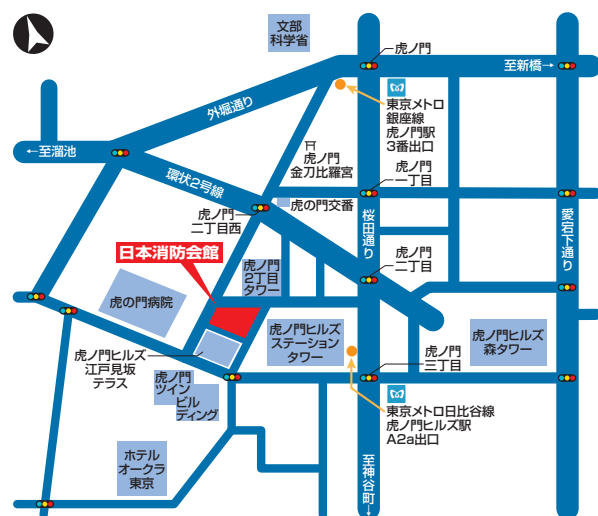 文部
科学省
虎ノ門
至新橋→
外堀通り
東京メトロ
銀座線
虎ノ門駅
3番出口
←至溜池
虎ノ門
金刀比羅宮
環状2号線
虎ノ門
一丁目
虎の門交番
虎ノ門
二丁目西
桜田通り
愛宕下通り
日本消防会館
虎ノ門
2丁目
タワー
虎ノ門
二丁目
虎の門病院
虎ノ門ヒルズ
ステーション
タワー
虎ノ門ヒルズ
森タワー
虎ノ門ヒルズ
江戸見坂
テラス
虎ノ門
三丁目
虎ノ門
ツイン
ビル
ディング
東京メトロ日比谷線
虎ノ門ヒルズ駅
A2a出口
ホテル
オークラ
東京
至神谷町→